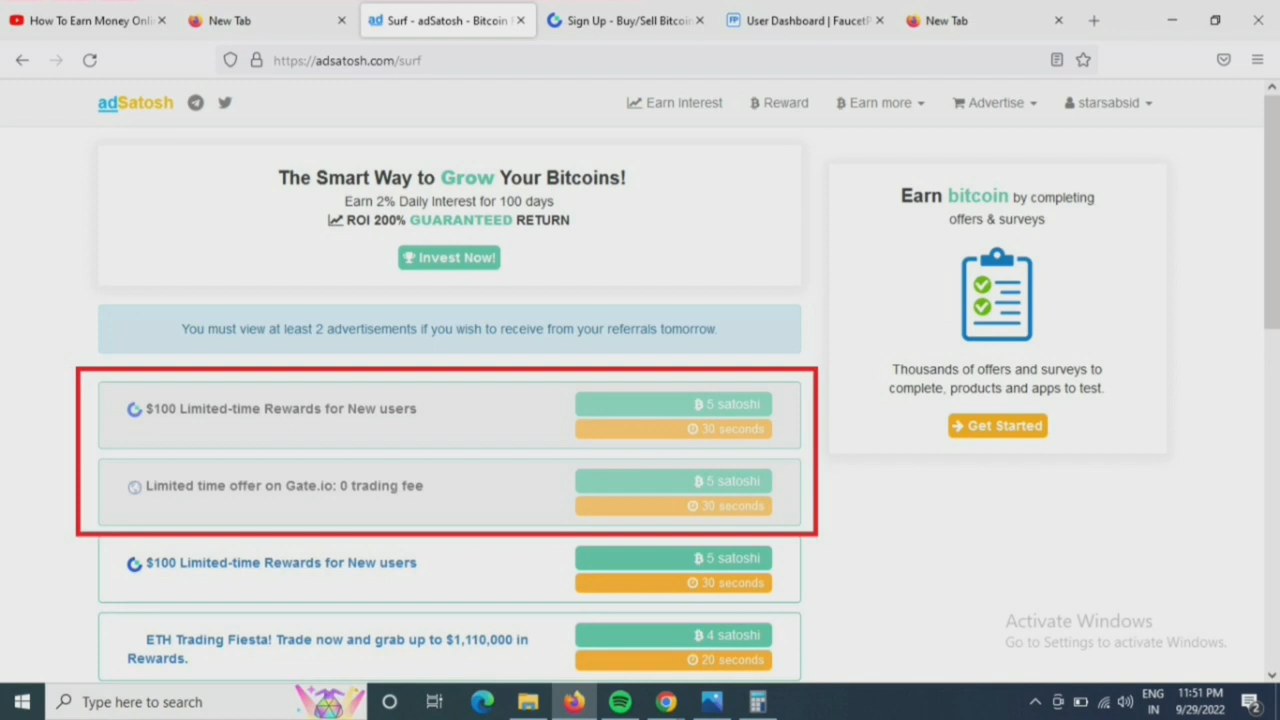 How To Earn Money Onli
New Tab
Surf - adSatosh - Bitcoin
Sign Up - Buy/Sell Bitcoin
User Dashboard | FaucetP
New Tab
https://adsatosh.com/surf
adSatosh
Earn Interest
Reward
Earn more
Advertise
starsabsid
The Smart Way to Grow Your Bitcoins!
Earn 2% Daily Interest for 100 days
ROI 200% GUARANTEED RETURN
Invest Now!
You must view at least 2 advertisements if you wish to receive from your referrals tomorrow.
$100 Limited-time Rewards for New users
5 satoshi
30 seconds
Limited time offer on Gate.io: 0 trading fee
5 satoshi
30 seconds
$100 Limited-time Rewards for New users
5 satoshi
30 seconds
ETH Trading Fiesta! Trade now and grab up to $1,110,000 in
Rewards.
4 satoshi
20 seconds
Earn bitcoin by completing
offers & surveys
Thousands of offers and surveys to
complete, products and apps to test.
Get Started
Activate Windows
Go to Settings to activate Windows.
Type here to search
ENG
IN
11:51 PM
9/29/2022
2